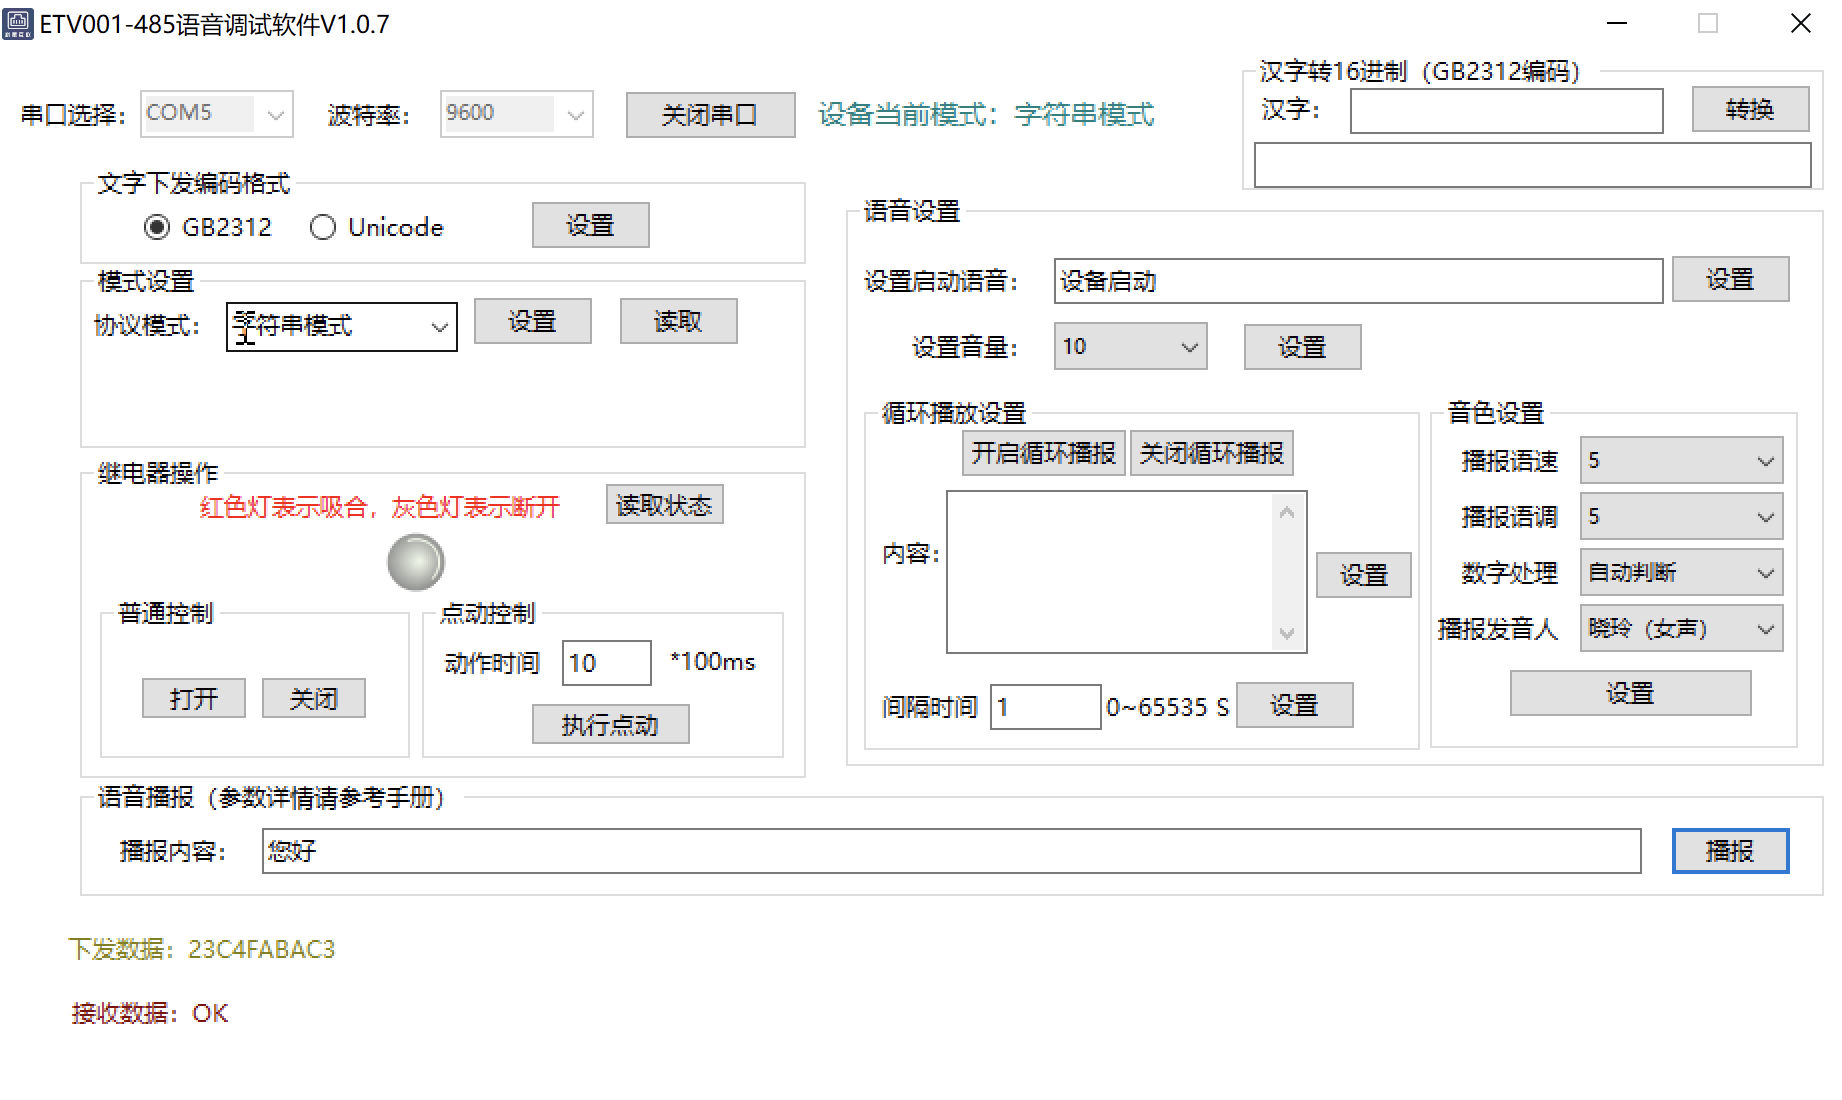 ETV001-485语音调试软件V1.0.7
串口选择： COM5 波特率： 9600 关闭串口 设备当前模式：字符串模式
汉字转16进制（GB2312编码）
汉字： 转换
文字下发编码格式
GB2312 Unicode 设置
模式设置
协议模式： 字符串模式 设置 读取
继电器操作
红色灯表示吸合，灰色灯表示断开 读取状态
普通控制
打开 关闭
点动控制
动作时间 10 *100ms
执行点动
语音设置
设置启动语音： 设备启动 设置
设置音量： 10 设置
循环播放设置
开启循环播报 关闭循环播报
内容： 设置
间隔时间 1 0~65535 S 设置
音色设置
播报语速 5
播报语调 5
数字处理 自动判断
播报发音人 晓玲（女声）
设置
语音播报（参数详情请参考手册）
播报内容： 您好 播报
下发数据：23C4FABAC3
接收数据：OK